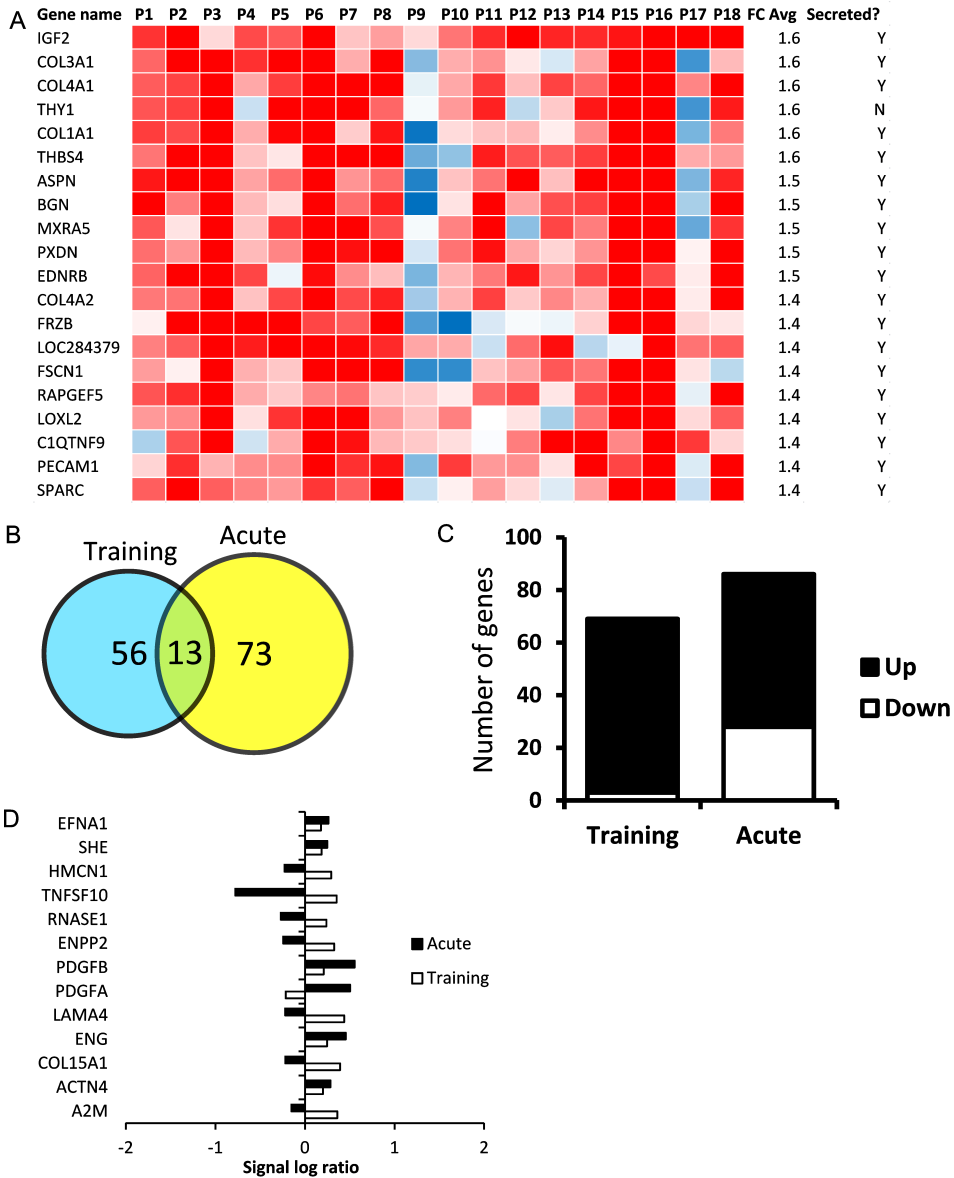 A
Gene name P1 P2 P3 P4 P5 P6 P7 P8 P9 P10 P11 P12 P13 P14 P15 P16 P17 P18 FC Avg Secreted?
IGF2 1.6 Y
COL3A1 1.6 Y
COL4A1 1.6 Y
THY1 1.6 N
COL1A1 1.6 Y
THBS4 1.6 Y
ASPN 1.5 Y
BGN 1.5 Y
MXRA5 1.5 Y
PXDN 1.5 Y
EDNRB 1.5 Y
COL4A2 1.4 Y
FRZB 1.4 Y
LOC284379 1.4 Y
FSCN1 1.4 Y
RAPGEF5 1.4 Y
LOXL2 1.4 Y
C1QTNF9 1.4 Y
PECAM1 1.4 Y
SPARC 1.4 Y
B
Training
Acute
56 13 73
C
Number of genes
100
80
60
40
20
0
Training Acute
Up
Down
D
EFNA1
SHE
HMCN1
TNFSF10
RNASE1
ENPP2
PDGFB
PDGFA
LAMA4
ENG
COL15A1
ACTN4
A2M
Acute
Training
-2 -1 0 1 2
Signal log ratio